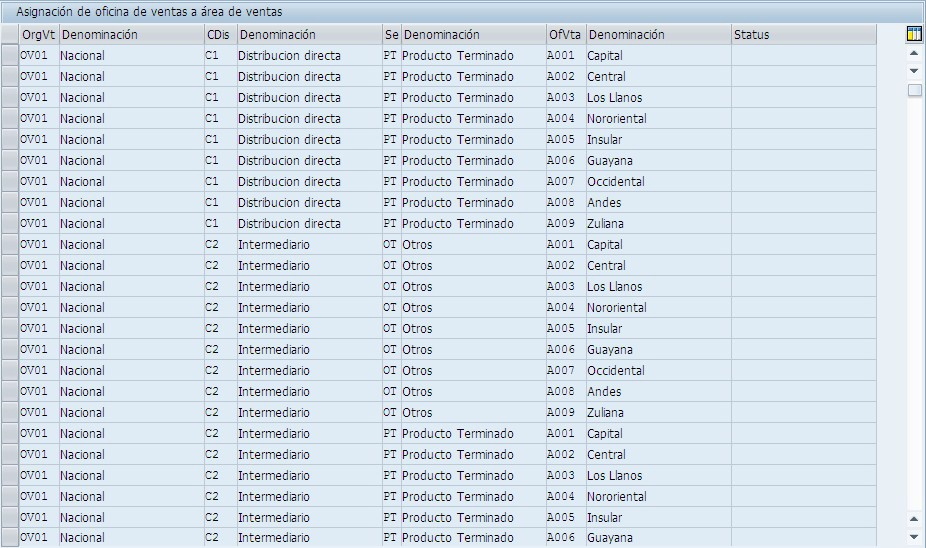 Asignación de oficina de ventas a área de ventas
OrgVt Denominación CDis Denominación Se Denominación OfVta Denominación Status
OV01 Nacional C1 Distribucion directa PT Producto Terminado A001 Capital
OV01 Nacional C1 Distribucion directa PT Producto Terminado A002 Central
OV01 Nacional C1 Distribucion directa PT Producto Terminado A003 Los Llanos
OV01 Nacional C1 Distribucion directa PT Producto Terminado A004 Nororiental
OV01 Nacional C1 Distribucion directa PT Producto Terminado A005 Insular
OV01 Nacional C1 Distribucion directa PT Producto Terminado A006 Guayana
OV01 Nacional C1 Distribucion directa PT Producto Terminado A007 Occidental
OV01 Nacional C1 Distribucion directa PT Producto Terminado A008 Andes
OV01 Nacional C1 Distribucion directa PT Producto Terminado A009 Zuliana
OV01 Nacional C2 Intermediario OT Otros A001 Capital
OV01 Nacional C2 Intermediario OT Otros A002 Central
OV01 Nacional C2 Intermediario OT Otros A003 Los Llanos
OV01 Nacional C2 Intermediario OT Otros A004 Nororiental
OV01 Nacional C2 Intermediario OT Otros A005 Insular
OV01 Nacional C2 Intermediario OT Otros A006 Guayana
OV01 Nacional C2 Intermediario OT Otros A007 Occidental
OV01 Nacional C2 Intermediario OT Otros A008 Andes
OV01 Nacional C2 Intermediario OT Otros A009 Zuliana
OV01 Nacional C2 Intermediario PT Producto Terminado A001 Capital
OV01 Nacional C2 Intermediario PT Producto Terminado A002 Central
OV01 Nacional C2 Intermediario PT Producto Terminado A003 Los Llanos
OV01 Nacional C2 Intermediario PT Producto Terminado A004 Nororiental
OV01 Nacional C2 Intermediario PT Producto Terminado A005 Insular
OV01 Nacional C2 Intermediario PT Producto Terminado A006 Guayana